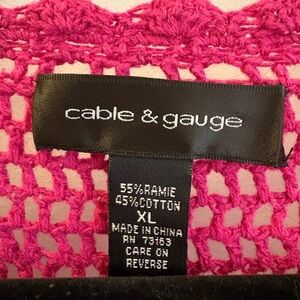 cable & gauge
55%RAMIE
45%COTTON
XL
MADE IN CHINA
RN 73163
CARE ON
REVERSE